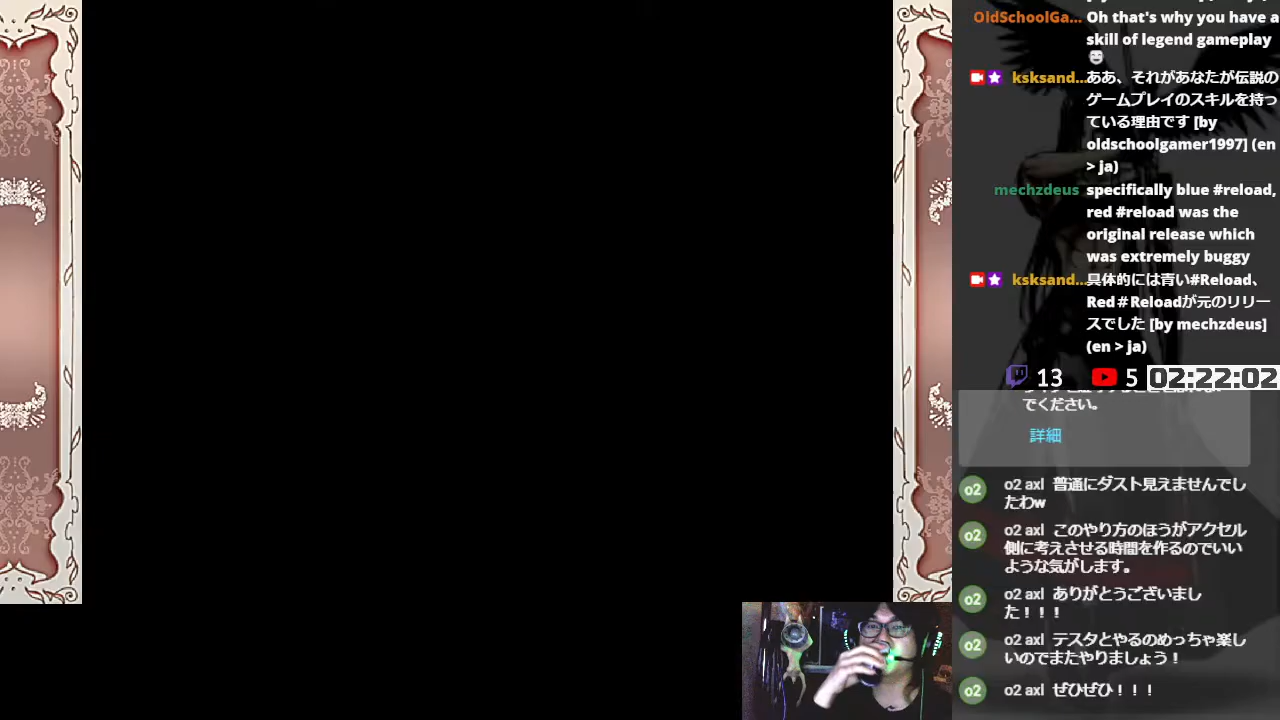 OldSchoolGa... Oh that's why you have a
skill of legend gameplay
ksksand... ああ、それがあなたが伝説の
ゲームプレイのスキルを持っ
ている理由です [by
oldschoolgamer1997] (en
> ja)
mechzdeus specifically blue #reload,
red #reload was the
original release which
was extremely buggy
ksksand... 具体的には青い#Reload、
Red＃Reloadが元のリリー
スでした [by mechzdeus]
(en > ja)
13 5 02:22:02
でください。
詳細
o2 o2 axl 普通にダスト見えませんでし
たわw
o2 o2 axl このやり方のほうがアクセル
側に考えさせる時間を作るのでいい
ような気がします。
o2 o2 axl ありがとうございまし
た！！！
o2 o2 axl テスタとやるのめっちゃ楽し
いのでまたやりましょう！
o2 o2 axl ぜひぜひ！！！